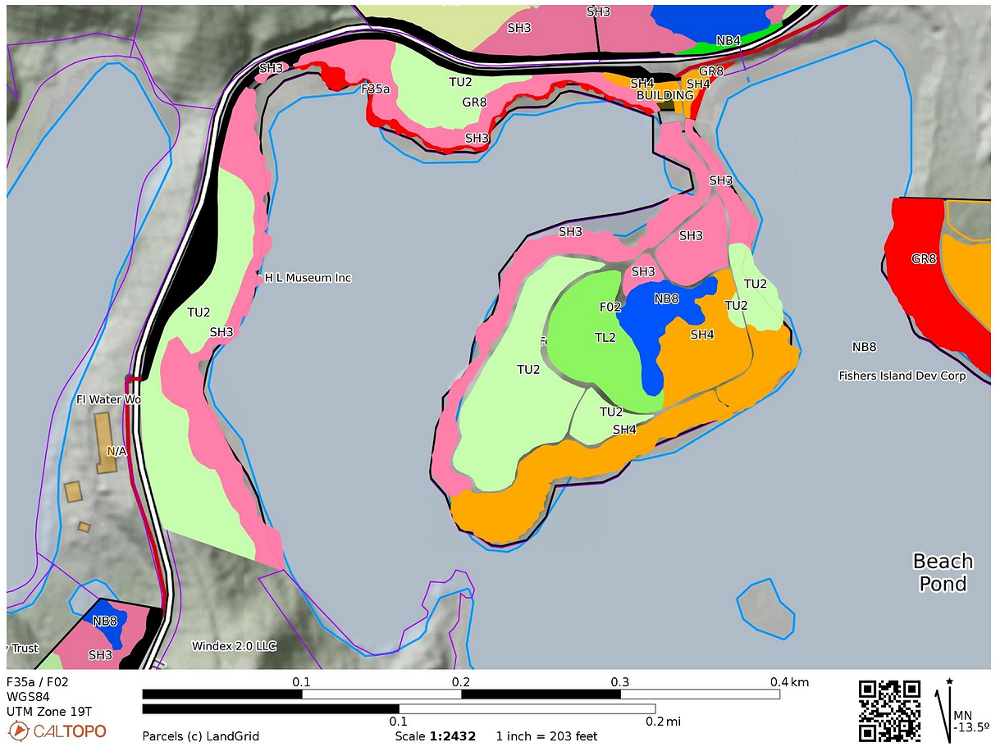 SH3
SH3
NB4
SH3
GR8
F35a
TU2
SH4
SH4
BUILDING
GR8
SH3
SH3
SH3
SH3
GR8
SH3
H L Museum Inc
TU2
NB8
TU2
F02
TU2
SH3
TL2
SH4
NB8
TU2
Fishers Island Dev Corp
FI Water Wo
TU2
SH4
N/A
Beach
Pond
NB8
Trust
SH3
Windex 2.0 LLC
F35a / F02
WGS84
UTM Zone 19T
CALTOPO
0.1
0.2
0.3
0.4 km
0.1
0.2 mi
Parcels (c) LandGrid
Scale 1:2432
1 inch = 203 feet
MN
-13.5º